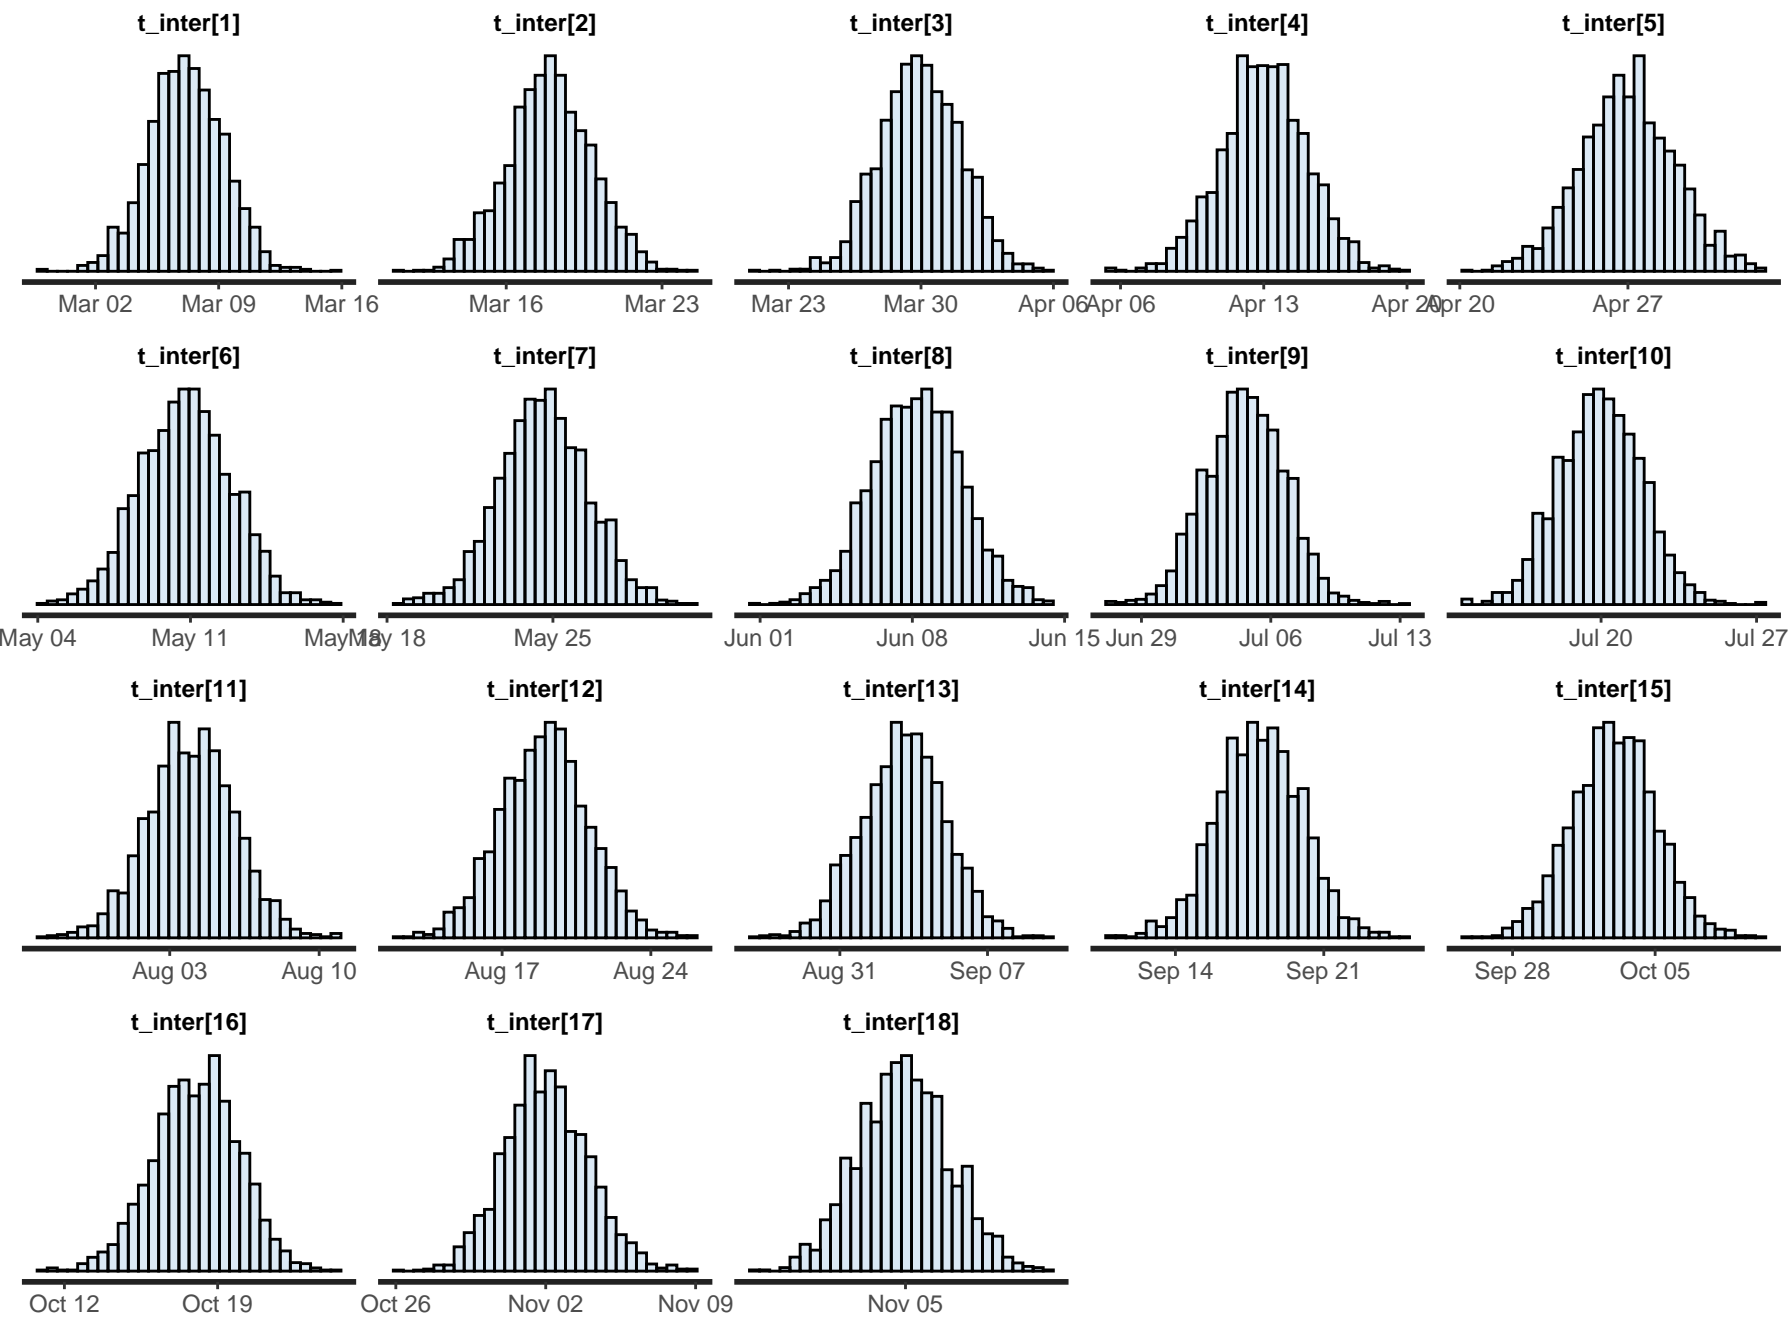 t_inter[1] t_inter[2] t_inter[3] t_inter[4] t_inter[5]
Mar 02 Mar 09 Mar 16 Mar 16 Mar 23 Mar 23 Mar 30 Apr 06 Apr 06 Apr 13 Apr 20 Apr 20 Apr 27
t_inter[6] t_inter[7] t_inter[8] t_inter[9] t_inter[10]
May 04 May 11 May 18 May 18 May 25 Jun 01 Jun 08 Jun 15 Jun 29 Jul 06 Jul 13 Jul 20 Jul 27
t_inter[11] t_inter[12] t_inter[13] t_inter[14] t_inter[15]
Aug 03 Aug 10 Aug 17 Aug 24 Aug 31 Sep 07 Sep 14 Sep 21 Sep 28 Oct 05
t_inter[16] t_inter[17] t_inter[18]
Oct 12 Oct 19 Oct 26 Nov 02 Nov 09 Nov 05